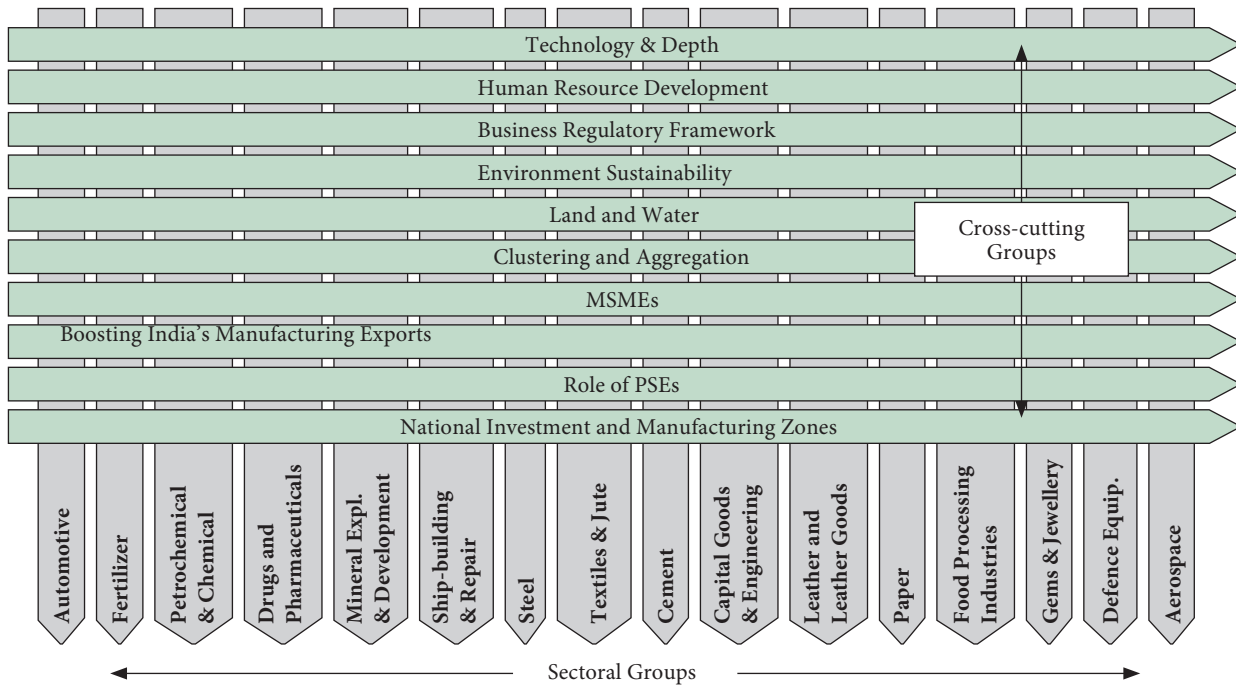 Technology & Depth
Human Resource Development
Business Regulatory Framework
Environment Sustainability
Land and Water
Cross-cutting
Groups
Clustering and Aggregation
MSMEs
Boosting India's Manufacturing Exports
Role of PSEs
National Investment and Manufacturing Zones
Automotive
Fertilizer
Petrochemical
& Chemical
Drugs and
Pharmaceuticals
Mineral Expl.
& Development
Ship-building
& Repair
Steel
Textiles & Jute
Cement
Capital Goods
& Engineering
Leather and
Leather Goods
Paper
Food Processing
Industries
Gems & Jewellery
Defence Equip.
Aerospace
Sectoral Groups